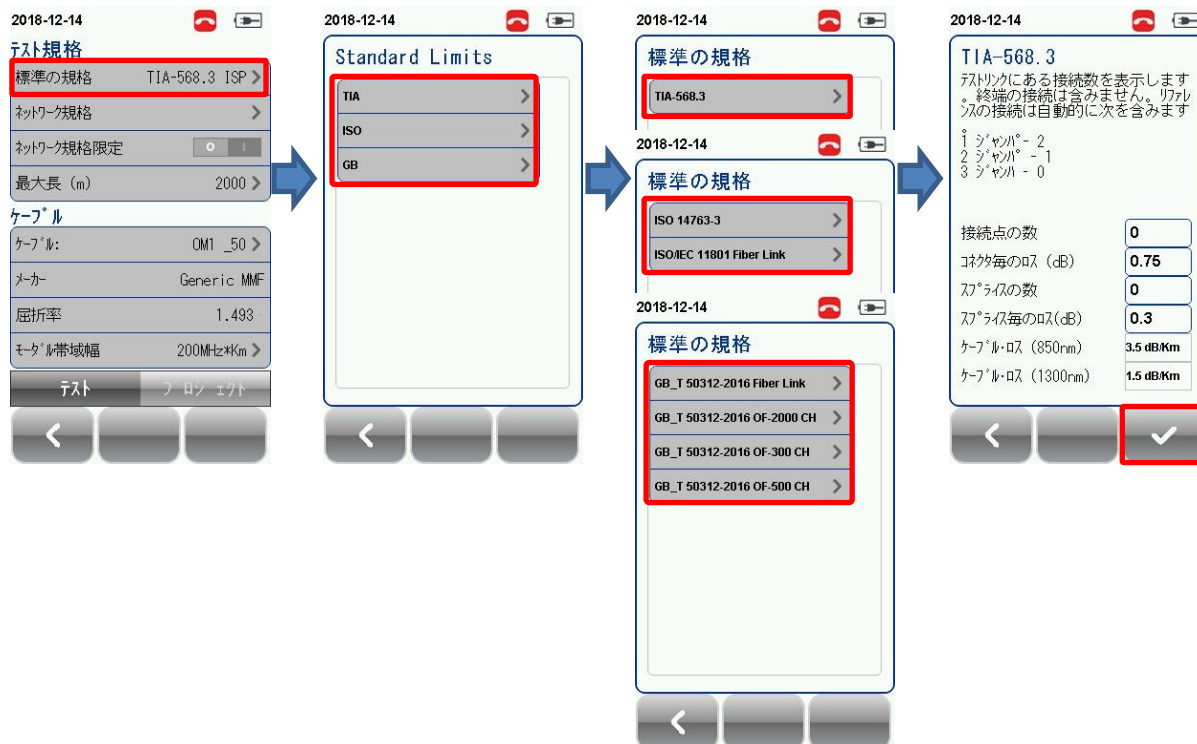 2018-12-14
テスト規格
標準の規格 TIA-568.3 ISP
ネットワーク規格
ネットワーク規格限定 O I
最大長 (m) 2000
ケーブル
ケーブル: OM1 _50
メーカー Generic MMF
屈折率 1.493
モーダル帯域幅 200MHz*Km
テスト プロジェクト
2018-12-14
Standard Limits
TIA
ISO
GB
2018-12-14
標準の規格
TIA-568.3
2018-12-14
標準の規格
ISO 14763-3
ISO/IEC 11801 Fiber Link
2018-12-14
標準の規格
GB_T 50312-2016 Fiber Link
GB_T 50312-2016 OF-2000 CH
GB_T 50312-2016 OF-300 CH
GB_T 50312-2016 OF-500 CH
2018-12-14
TIA-568.3
テストリンクにある接続数を表示します
。終端の接続は含みません。リファレ
ンスの接続は自動的に次を含みます
。
1 ジャンパ - 2
2 ジャンパ - 1
3 ジャンパ - 0
接続点の数 0
コネクタ毎のロス (dB) 0.75
スプライスの数 0
スプライス毎のロス(dB) 0.3
ケーブル・ロス (850nm) 3.5 dB/Km
ケーブル・ロス (1300nm) 1.5 dB/Km